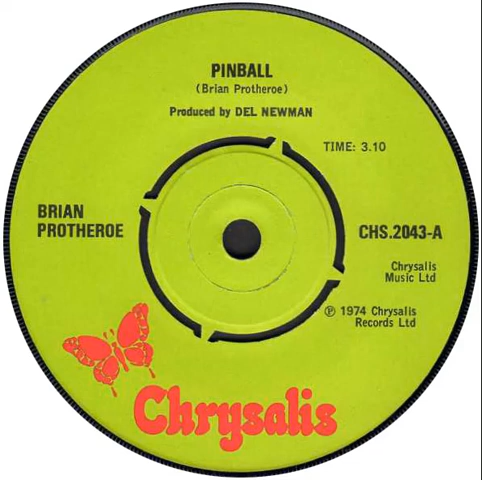 PINBALL
(Brian Protheroe)
Produced by DEL NEWMAN
TIME: 3.10
BRIAN
PROTHEROE
CHS.2043-A
Chrysalis
Music Ltd
℗ 1974 Chrysalis
Records Ltd
Chrysalis